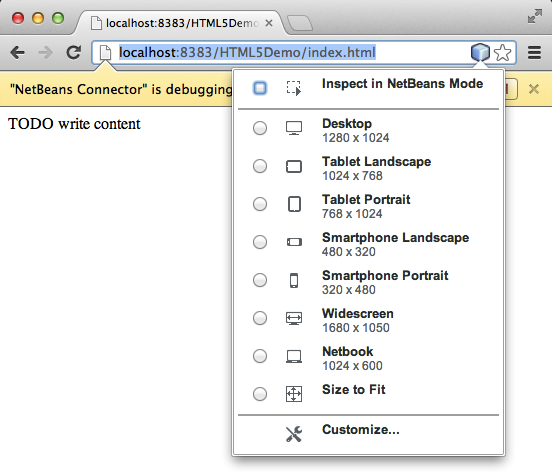 localhost:8383/HTML5Demo
localhost:8383/HTML5Demo/index.html
"NetBeans Connector" is debugging
TODO write content
Inspect in NetBeans Mode
Desktop
1280 x 1024
Tablet Landscape
1024 x 768
Tablet Portrait
768 x 1024
Smartphone Landscape
480 x 320
Smartphone Portrait
320 x 480
Widescreen
1680 x 1050
Netbook
1024 x 600
Size to Fit
Customize...